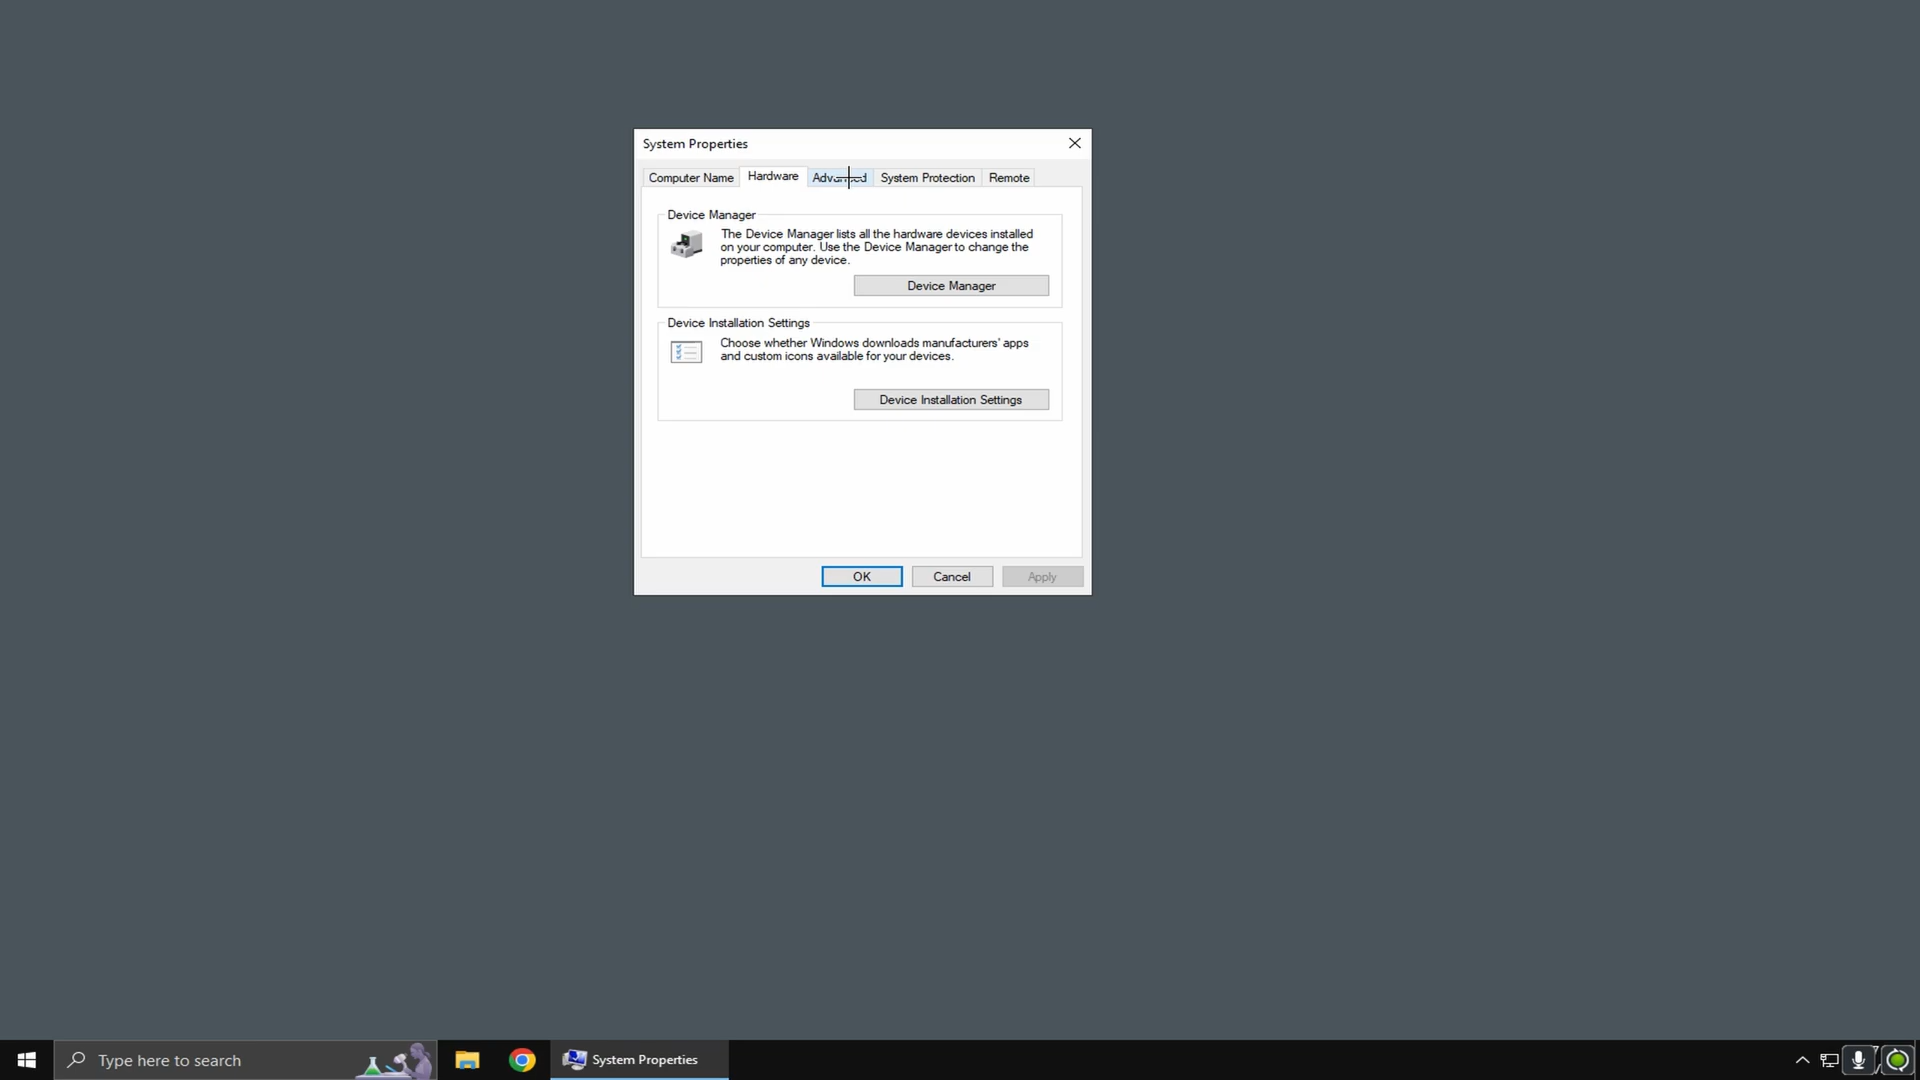 System Properties
Computer Name
Hardware
Advanced
System Protection
Remote
Device Manager
The Device Manager lists all the hardware devices installed
on your computer. Use the Device Manager to change the
properties of any device.
Device Manager
Device Installation Settings
Choose whether Windows downloads manufacturers' apps
and custom icons available for your devices.
Device Installation Settings
OK
Cancel
Apply
Type here to search
System Properties